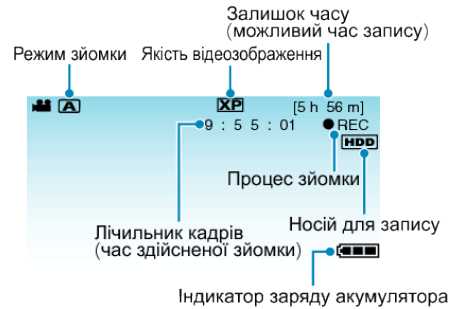 Залишок часу
(можливий час запису)
Режим зйомки
Якість відеозображення
A XP [5 h 56 m]
9 : 5 5 : 01 REC
HDD
Процес зйомки
Лічильник кадрів
(час здійсненої зйомки)
Носій для запису
Індикатор заряду акумулятора